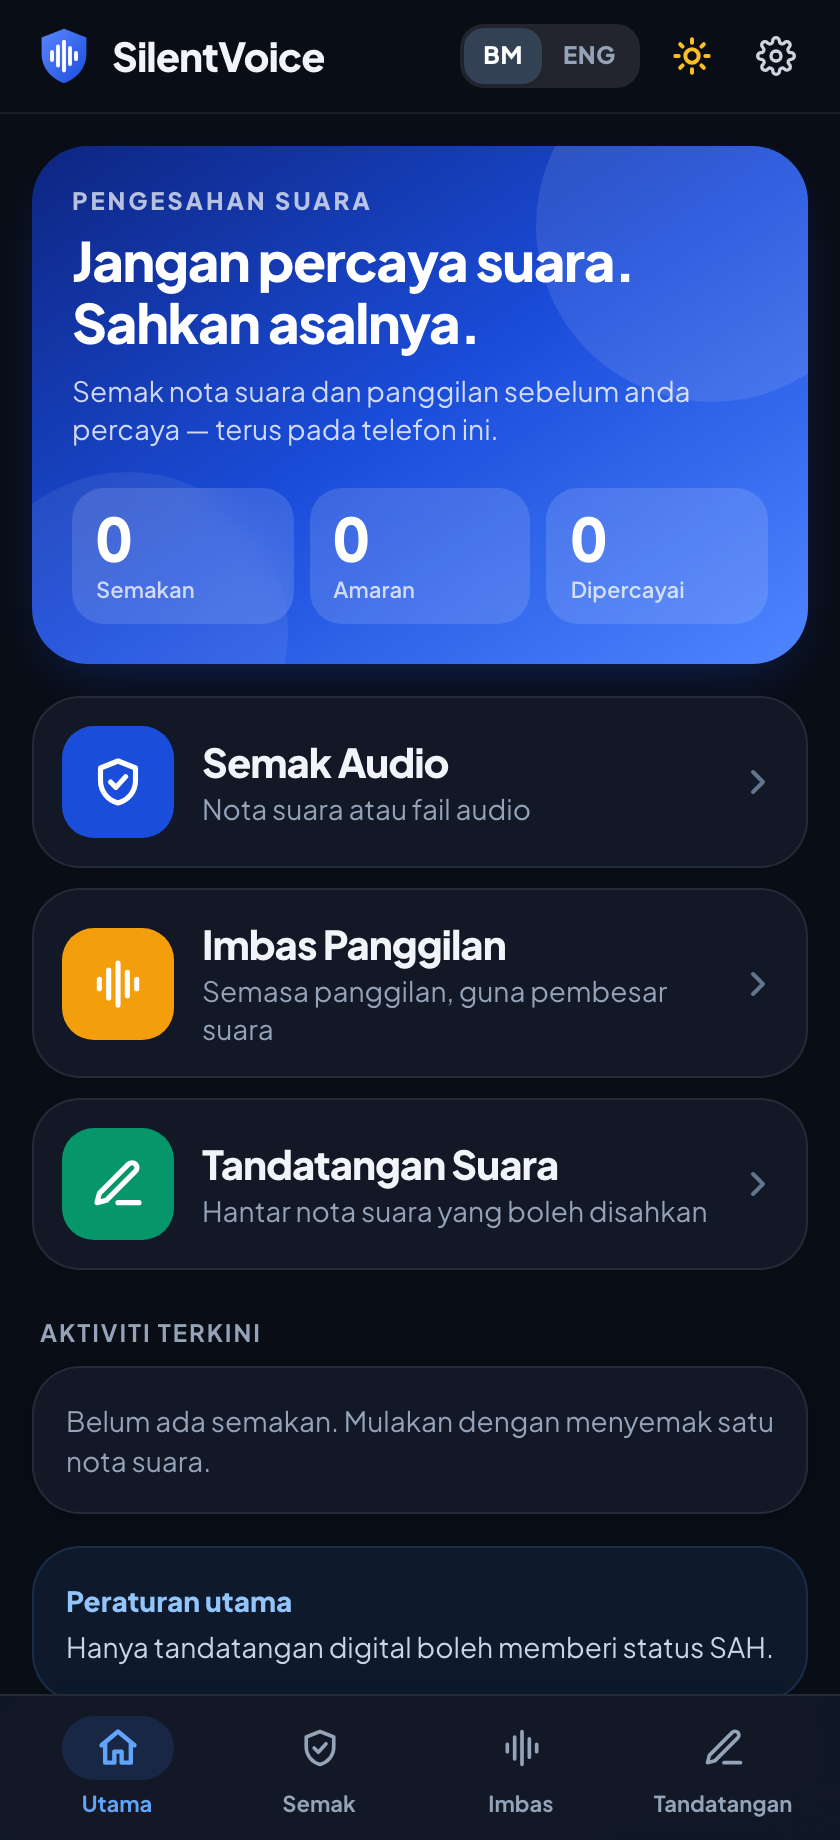 SilentVoice
BM
ENG
PENGESAHAN SUARA
Jangan percaya suara.
Sahkan asalnya.
Semak nota suara dan panggilan sebelum anda
percaya — terus pada telefon ini.
0
Semakan
0
Amaran
0
Dipercayai
Semak Audio
Nota suara atau fail audio
Imbas Panggilan
Semasa panggilan, guna pembesar
suara
Tandatangan Suara
Hantar nota suara yang boleh disahkan
AKTIVITI TERKINI
Belum ada semakan. Mulakan dengan menyemak satu
nota suara.
Peraturan utama
Hanya tandatangan digital boleh memberi status SAH.
Utama
Semak
Imbas
Tandatangan